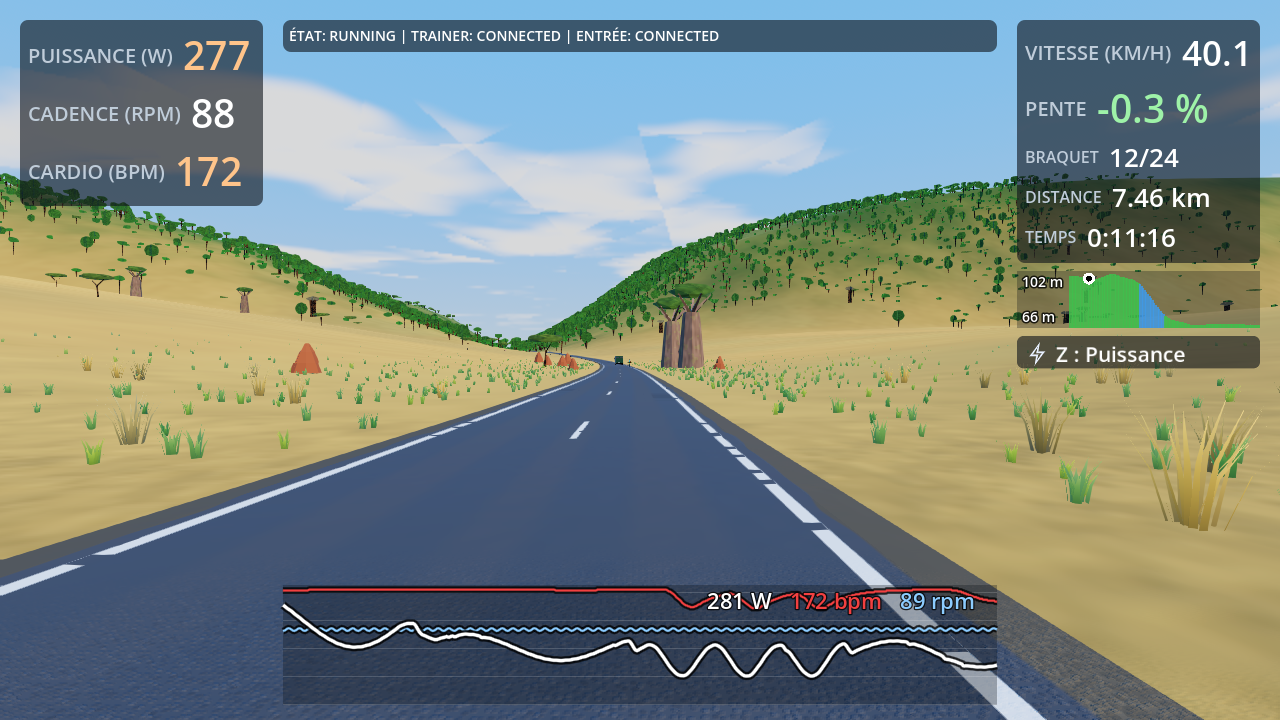 PUISSANCE (W) 277
CADENCE (RPM) 88
CARDIO (BPM) 172
ÉTAT: RUNNING | TRAINER: CONNECTED | ENTRÉE: CONNECTED
VITESSE (KM/H) 40.1
PENTE -0.3 %
BRAQUET 12/24
DISTANCE 7.46 km
TEMPS 0:11:16
102 m
66 m
Z : Puissance
281 W 172 bpm 89 rpm